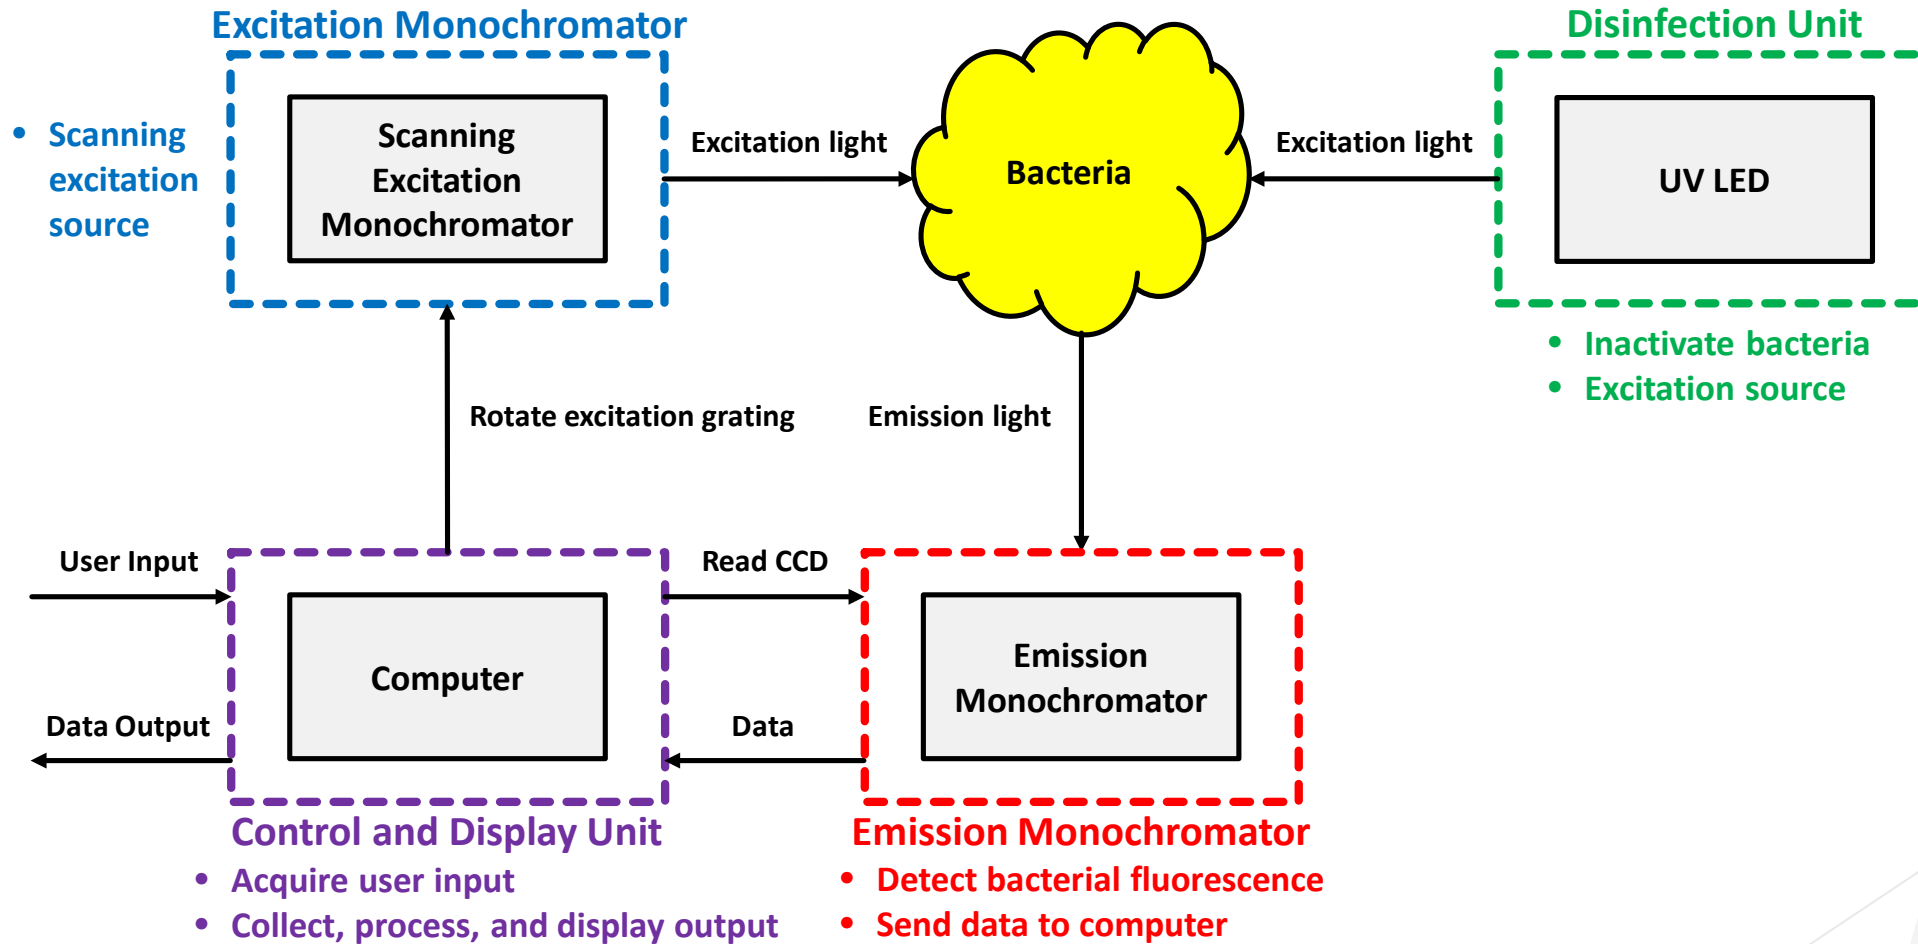 Excitation Monochromator
Disinfection Unit
• Scanning
excitation
source
Scanning
Excitation
Monochromator
Excitation light
Bacteria
Excitation light
UV LED
• Inactivate bacteria
• Excitation source
Rotate excitation grating
Emission light
User Input
Read CCD
Computer
Emission
Monochromator
Data Output
Data
Control and Display Unit
• Acquire user input
• Collect, process, and display output
Emission Monochromator
• Detect bacterial fluorescence
• Send data to computer